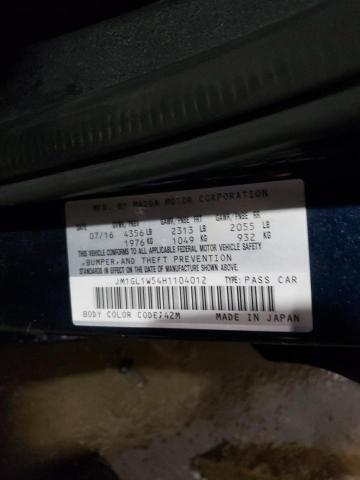 MFD. BY MAZDA MOTOR CORPORATION
DATE GVWR GAWR, PNBE FRT GAWR, PNBE RR
07/16 4356 LB 2313 LB 2055 LB
1976 KG 1049 KG 932 KG
THIS VEHICLE CONFORMS TO ALL APPLICABLE FEDERAL MOTOR VEHICLE SAFETY
,BUMPER,AND THEFT PREVENTION
STANDARDS IN EFFECT ON THE DATE OF MANUFACTURE SHOWN ABOVE.
JM1GL1W54H1104012 TYPE: PASS CAR
BODY COLOR CODE:42M MADE IN JAPAN